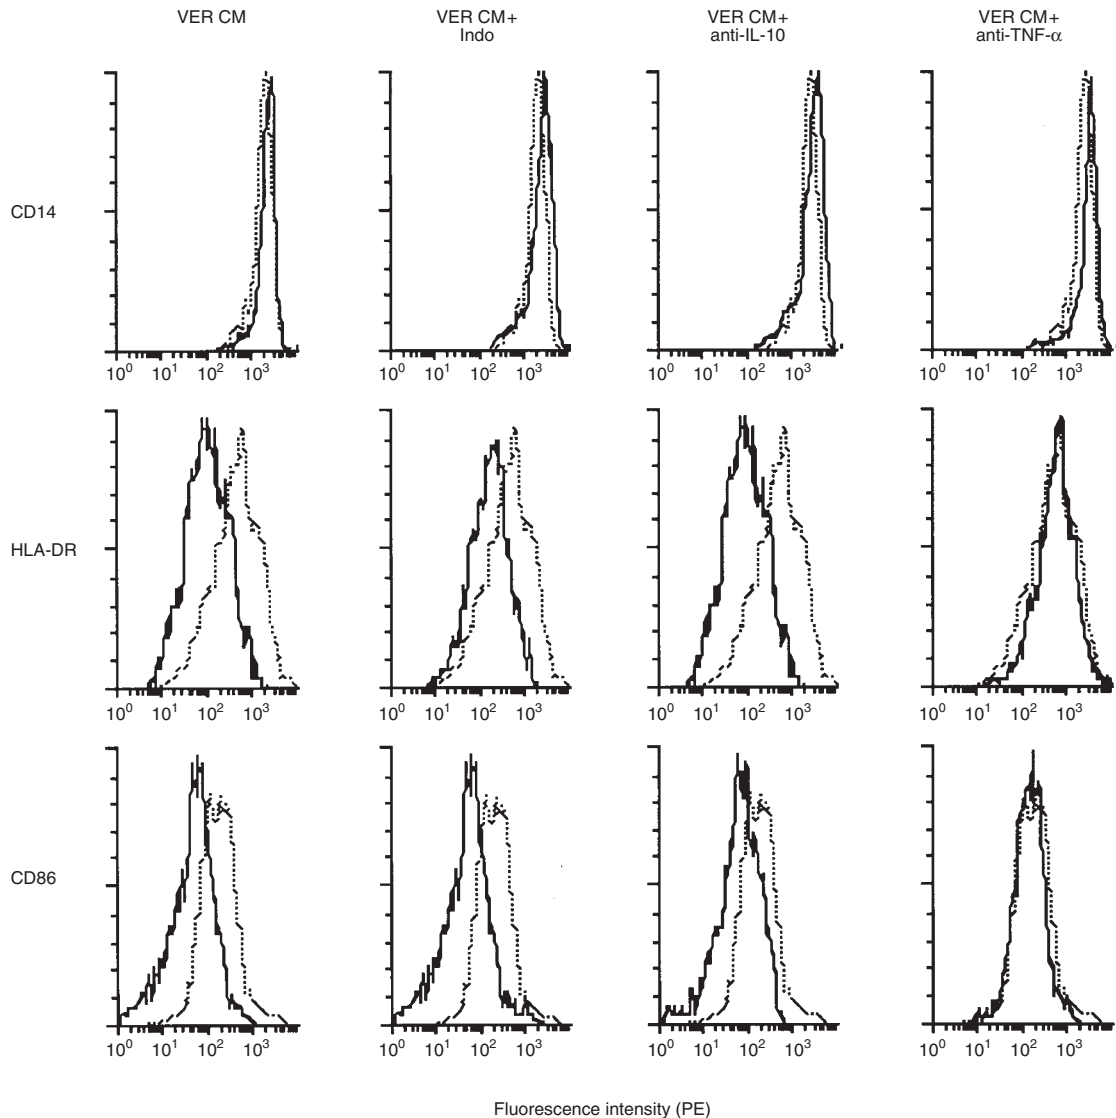 VER CM
VER CM+
Indo
VER CM+
anti-IL-10
VER CM+
anti-TNF-α
CD14
10⁰ 10¹ 10² 10³
10⁰ 10¹ 10² 10³
10⁰ 10¹ 10² 10³
10⁰ 10¹ 10² 10³
HLA-DR
10⁰ 10¹ 10² 10³
10⁰ 10¹ 10² 10³
10⁰ 10¹ 10² 10³
10⁰ 10¹ 10² 10³
CD86
10⁰ 10¹ 10² 10³
10⁰ 10¹ 10² 10³
10⁰ 10¹ 10² 10³
10⁰ 10¹ 10² 10³
Fluorescence intensity (PE)